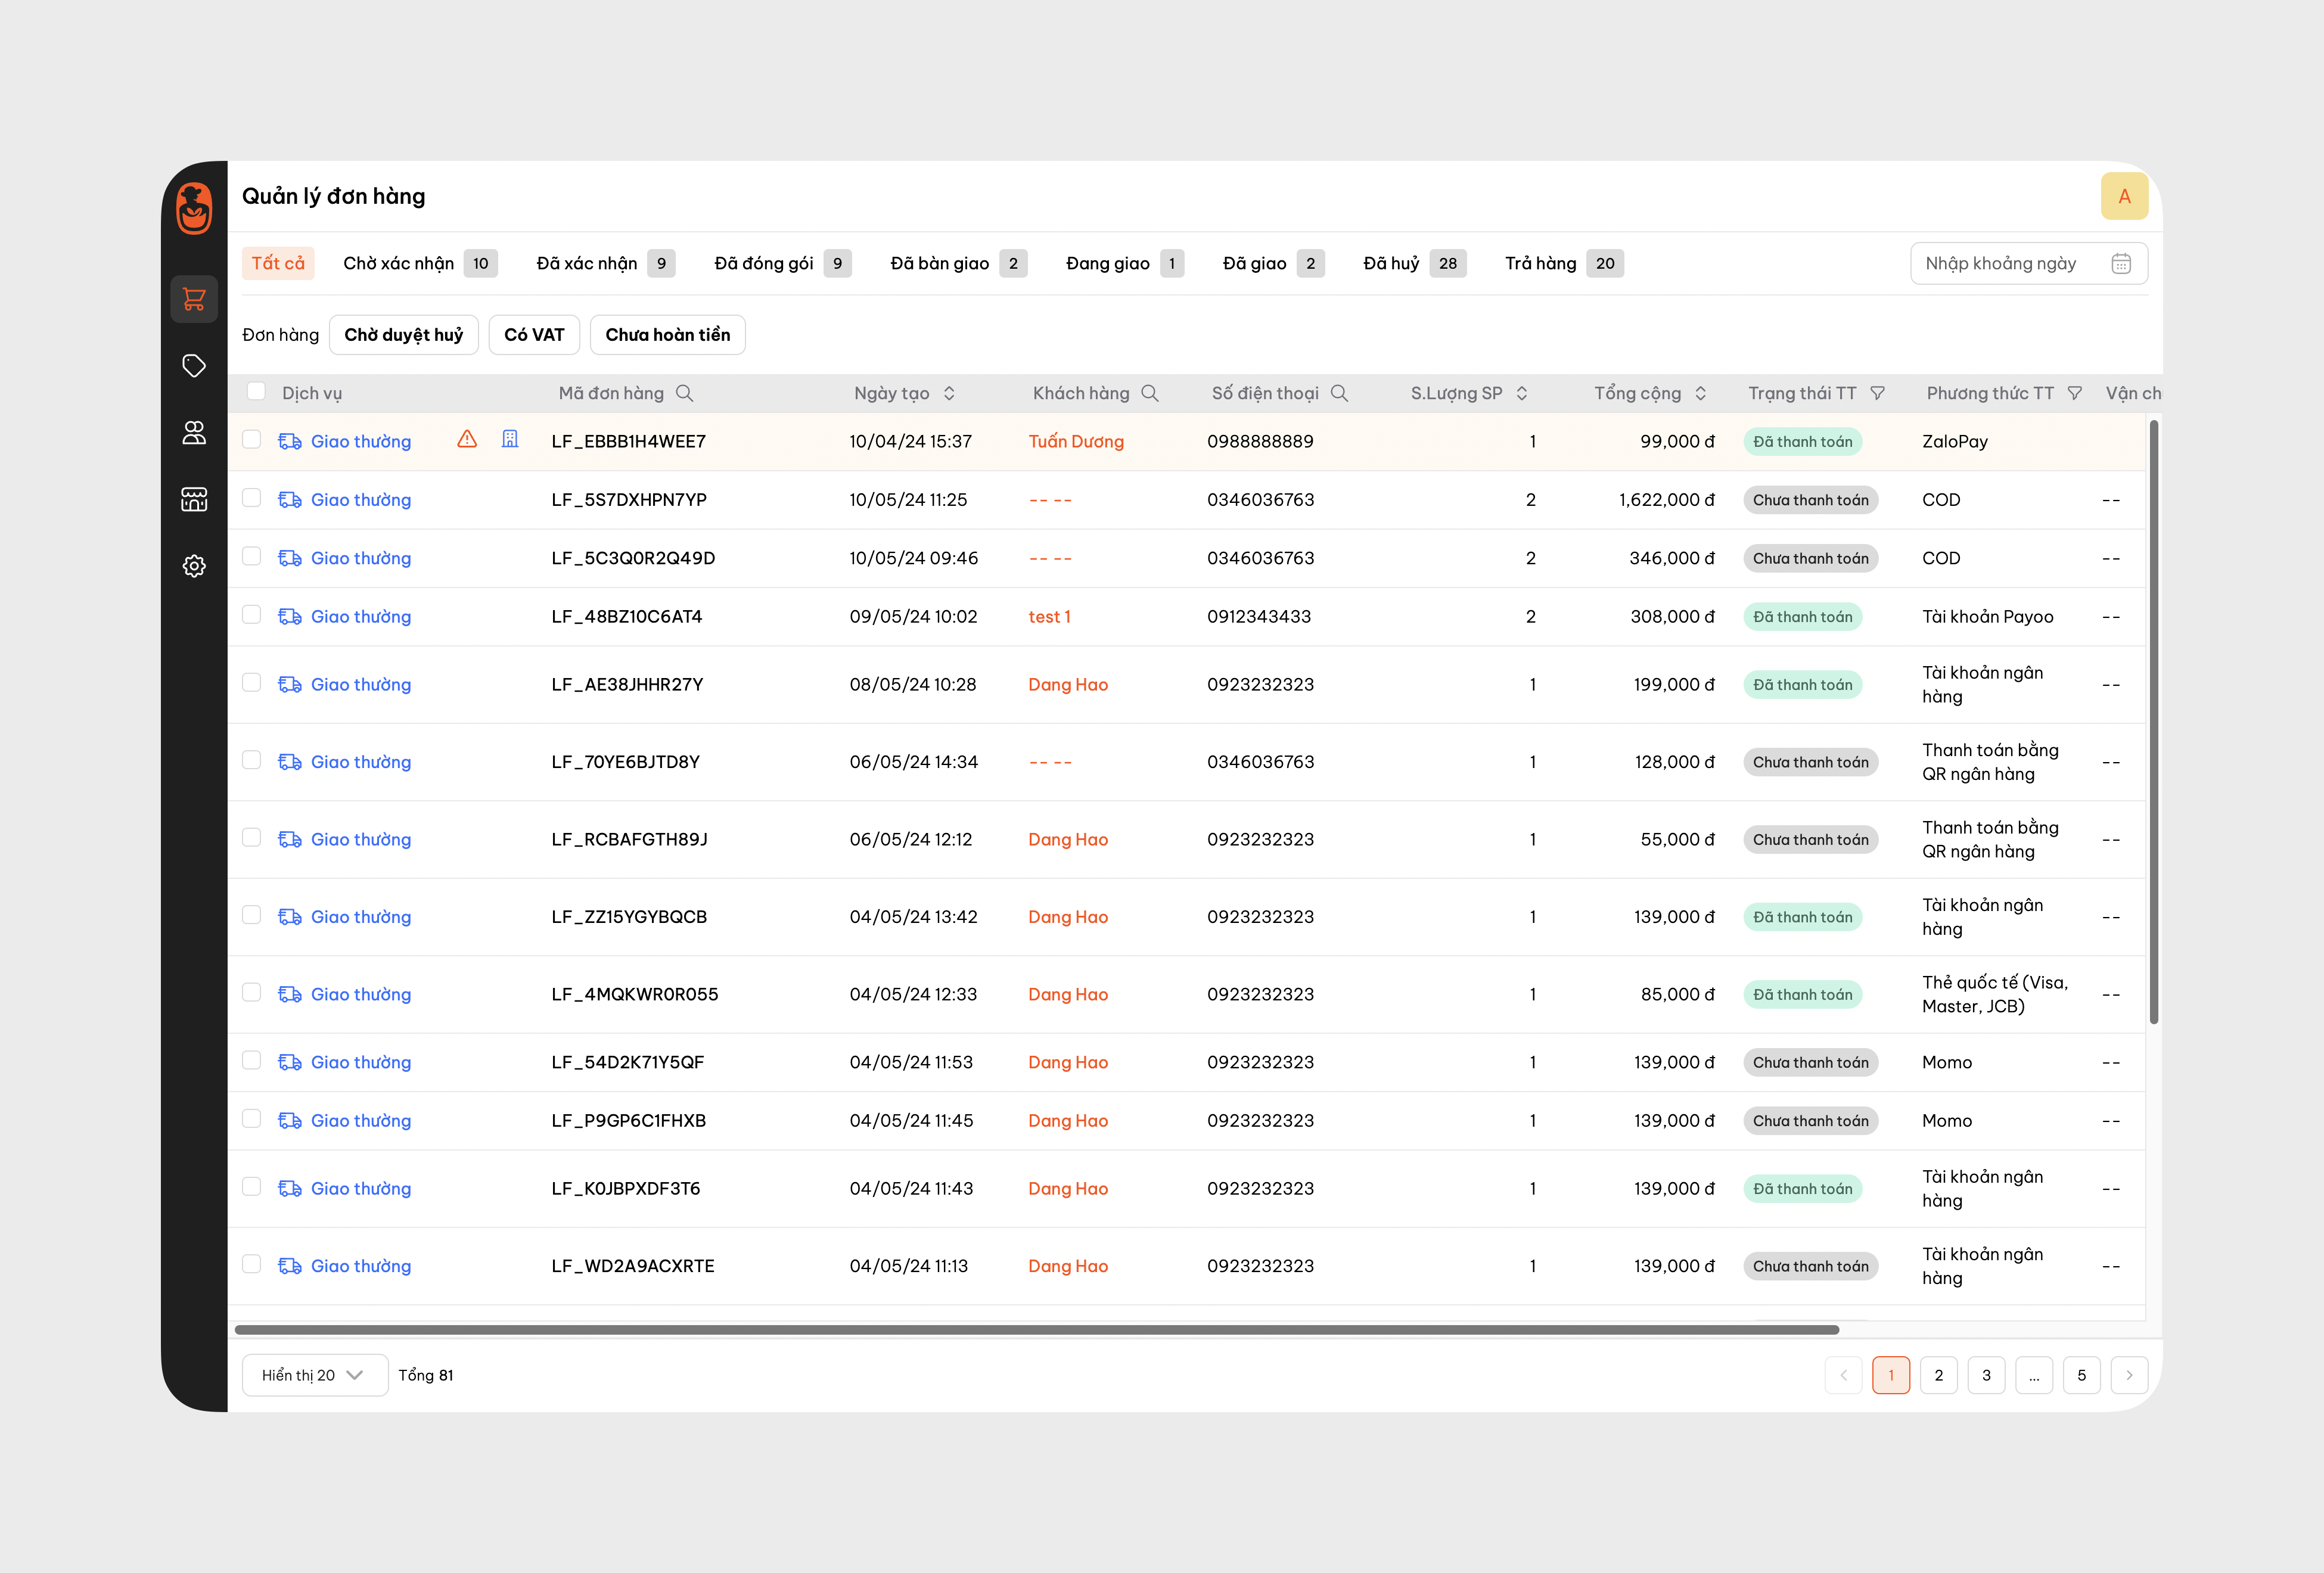 Quản lý đơn hàng
A
Tất cả Chờ xác nhận 10 Đã xác nhận 9 Đã đóng gói 9 Đã bàn giao 2 Đang giao 1 Đã giao 2 Đã huỷ 28 Trả hàng 20 Nhập khoảng ngày
Đơn hàng Chờ duyệt huỷ Có VAT Chưa hoàn tiền
Dịch vụ Mã đơn hàng Ngày tạo Khách hàng Số điện thoại S.Lượng SP Tổng cộng Trạng thái TT Phương thức TT Vận ch
Giao thường LF_EBBB1H4WEE7 10/04/24 15:37 Tuấn Dương 0988888889 1 99,000 đ Đã thanh toán ZaloPay
Giao thường LF_5S7DXHPN7YP 10/05/24 11:25 -- -- 0346036763 2 1,622,000 đ Chưa thanh toán COD --
Giao thường LF_5C3Q0R2Q49D 10/05/24 09:46 -- -- 0346036763 2 346,000 đ Chưa thanh toán COD --
Giao thường LF_48BZ10C6AT4 09/05/24 10:02 test 1 0912343433 2 308,000 đ Đã thanh toán Tài khoản Payoo --
Giao thường LF_AE38JHHR27Y 08/05/24 10:28 Dang Hao 0923232323 1 199,000 đ Đã thanh toán Tài khoản ngân
hàng --
Giao thường LF_70YE6BJTD8Y 06/05/24 14:34 -- -- 0346036763 1 128,000 đ Chưa thanh toán Thanh toán bằng
QR ngân hàng --
Giao thường LF_RCBAFGTH89J 06/05/24 12:12 Dang Hao 0923232323 1 55,000 đ Chưa thanh toán Thanh toán bằng
QR ngân hàng --
Giao thường LF_ZZ15YGYBQCB 04/05/24 13:42 Dang Hao 0923232323 1 139,000 đ Đã thanh toán Tài khoản ngân
hàng --
Giao thường LF_4MQKWR0R055 04/05/24 12:33 Dang Hao 0923232323 1 85,000 đ Đã thanh toán Thẻ quốc tế (Visa,
Master, JCB) --
Giao thường LF_54D2K71Y5QF 04/05/24 11:53 Dang Hao 0923232323 1 139,000 đ Chưa thanh toán Momo --
Giao thường LF_P9GP6C1FHXB 04/05/24 11:45 Dang Hao 0923232323 1 139,000 đ Chưa thanh toán Momo --
Giao thường LF_K0JBPXDF3T6 04/05/24 11:43 Dang Hao 0923232323 1 139,000 đ Đã thanh toán Tài khoản ngân
hàng --
Giao thường LF_WD2A9ACXRTE 04/05/24 11:13 Dang Hao 0923232323 1 139,000 đ Chưa thanh toán Tài khoản ngân
hàng --
Hiển thị 20 Tổng 81 1 2 3 ... 5